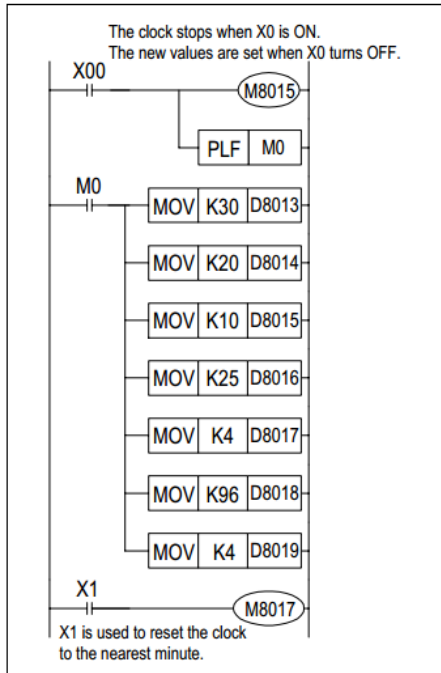 The clock stops when X0 is ON.
The new values are set when X0 turns OFF.
X00
M8015
PLF M0
M0
MOV K30 D8013
MOV K20 D8014
MOV K10 D8015
MOV K25 D8016
MOV K4 D8017
MOV K96 D8018
MOV K4 D8019
X1
M8017
X1 is used to reset the clock
to the nearest minute.